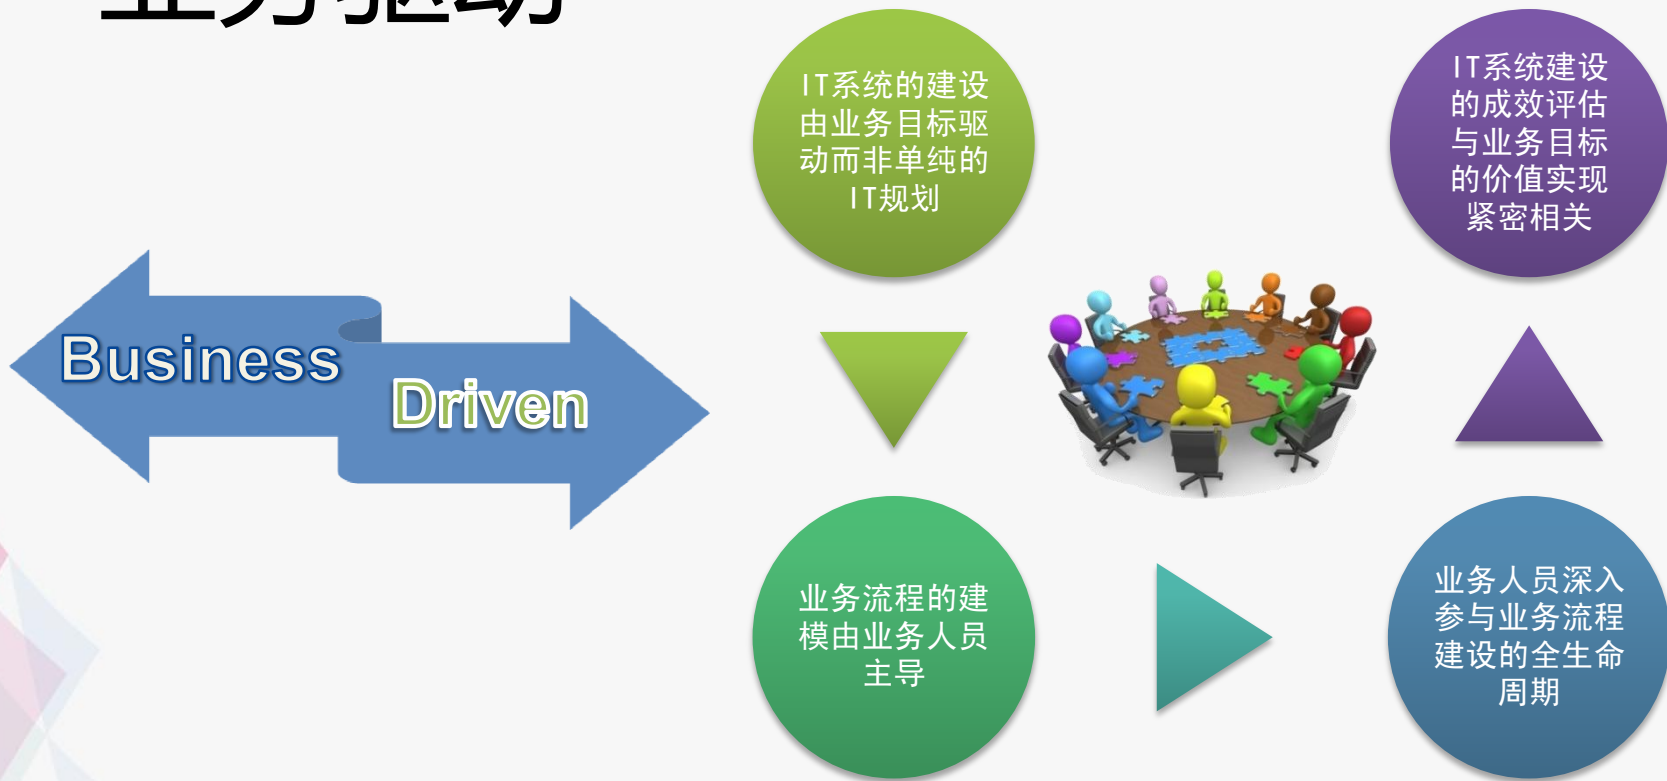 业务驱动
Business
Driven
IT系统的建设
由业务目标驱
动而非单纯的
IT规划
业务流程的建
模由业务人员
主导
业务人员深入
参与业务流程
建设的全生命
周期
IT系统建设
的成效评估
与业务目标
的价值实现
紧密相关